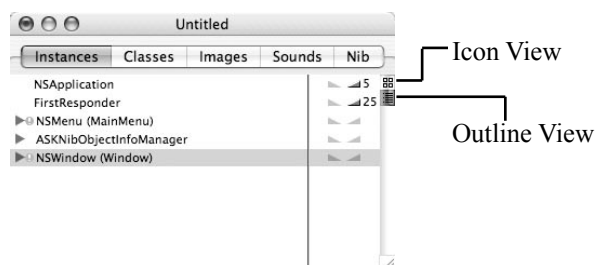 Untitled
Instances Classes Images Sounds Nib
Icon View
NSApplication 5
FirstResponder 25
NSMenu (MainMenu)
Outline View
ASKNibObjectInfoManager
NSWindow (Window)